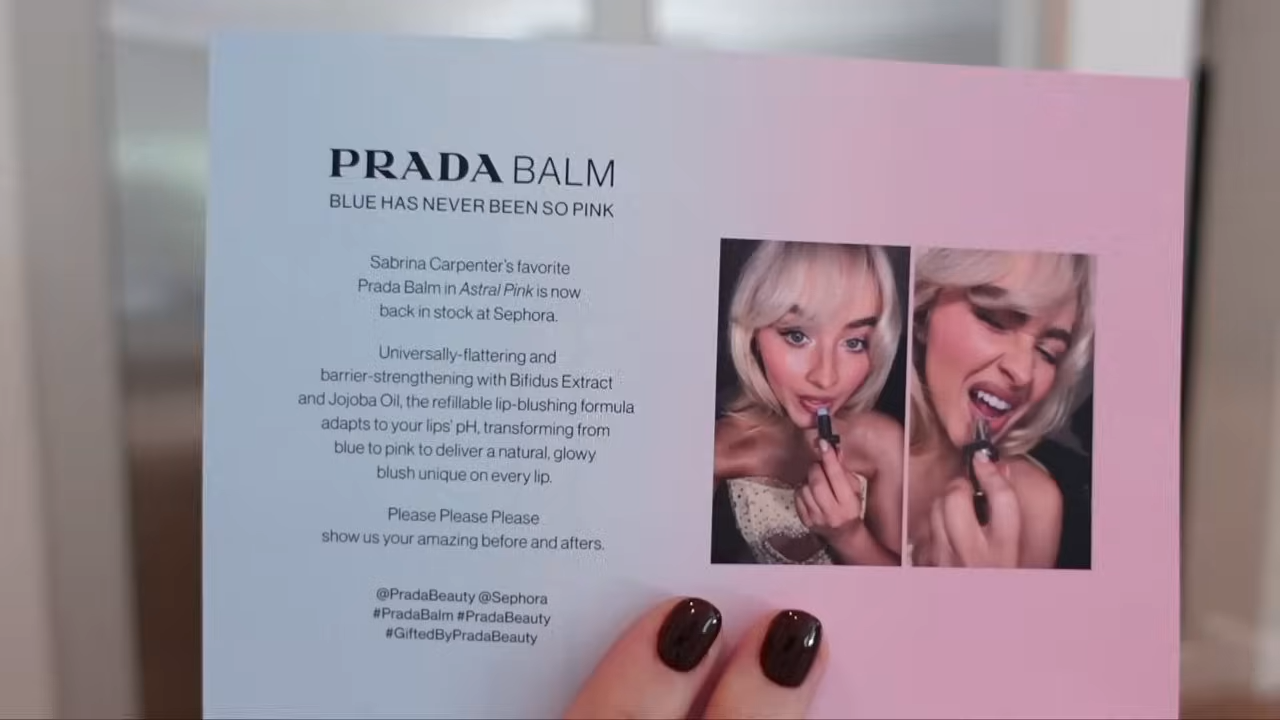 PRADA BALM
BLUE HAS NEVER BEEN SO PINK
Sabrina Carpenter's favorite
Prada Balm in Astral Pink is now
back in stock at Sephora.
Universally-flattering and
barrier-strengthening with Bifidus Extract
and Jojoba Oil, the refillable lip-blushing formula
adapts to your lips' pH, transforming from
blue to pink to deliver a natural, glowy
blush unique on every lip.
Please Please Please
show us your amazing before and afters.
@PradaBeauty @Sephora
#PradaBalm #PradaBeauty
#GiftedByPradaBeauty